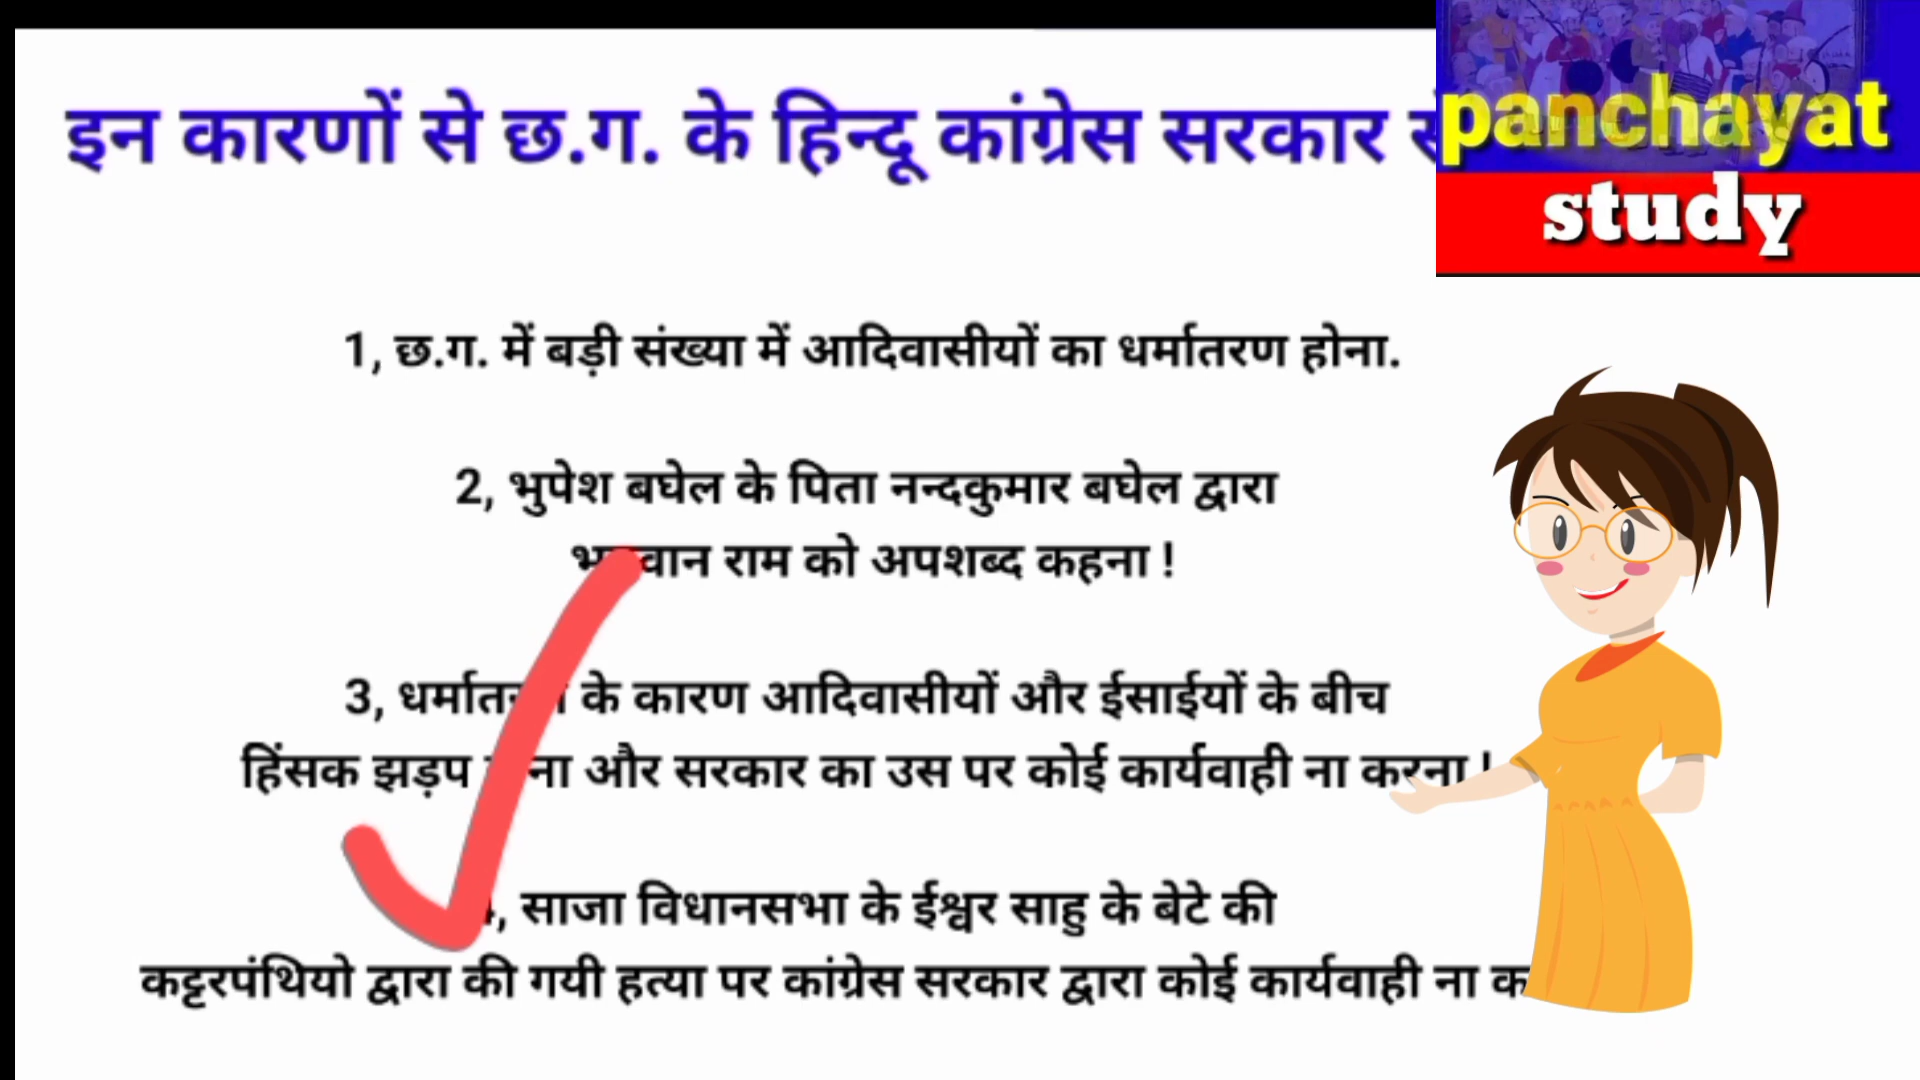 इन कारणों से छ.ग. के हिन्दू कांग्रेस सरकार
panchayat
study
1, छ.ग. में बड़ी संख्या में आदिवासीयों का धर्मातरण होना.
2, भुपेश बघेल के पिता नन्दकुमार बघेल द्वारा
राम को अपशब्द कहना !
3, के कारण आदिवासीयों और ईसाईयों के बीच
हिंसक झड़प और सरकार का उस पर कोई कार्यवाही ना करना !
साजा विधानसभा के ईश्वर साहु के बेटे की
कट्टरपंथियो द्वारा की गयी हत्या पर कांग्रेस सरकार द्वारा कोई कार्यवाही ना